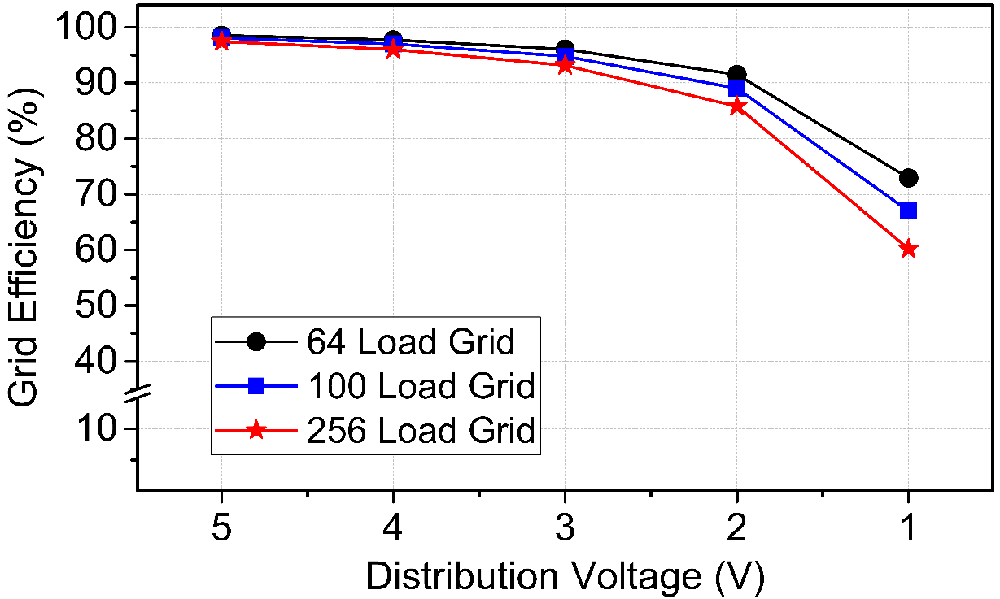 Grid Efficiency (%)
100
90
80
70
60
50
40
10
64 Load Grid
100 Load Grid
256 Load Grid
5 4 3 2 1
Distribution Voltage (V)